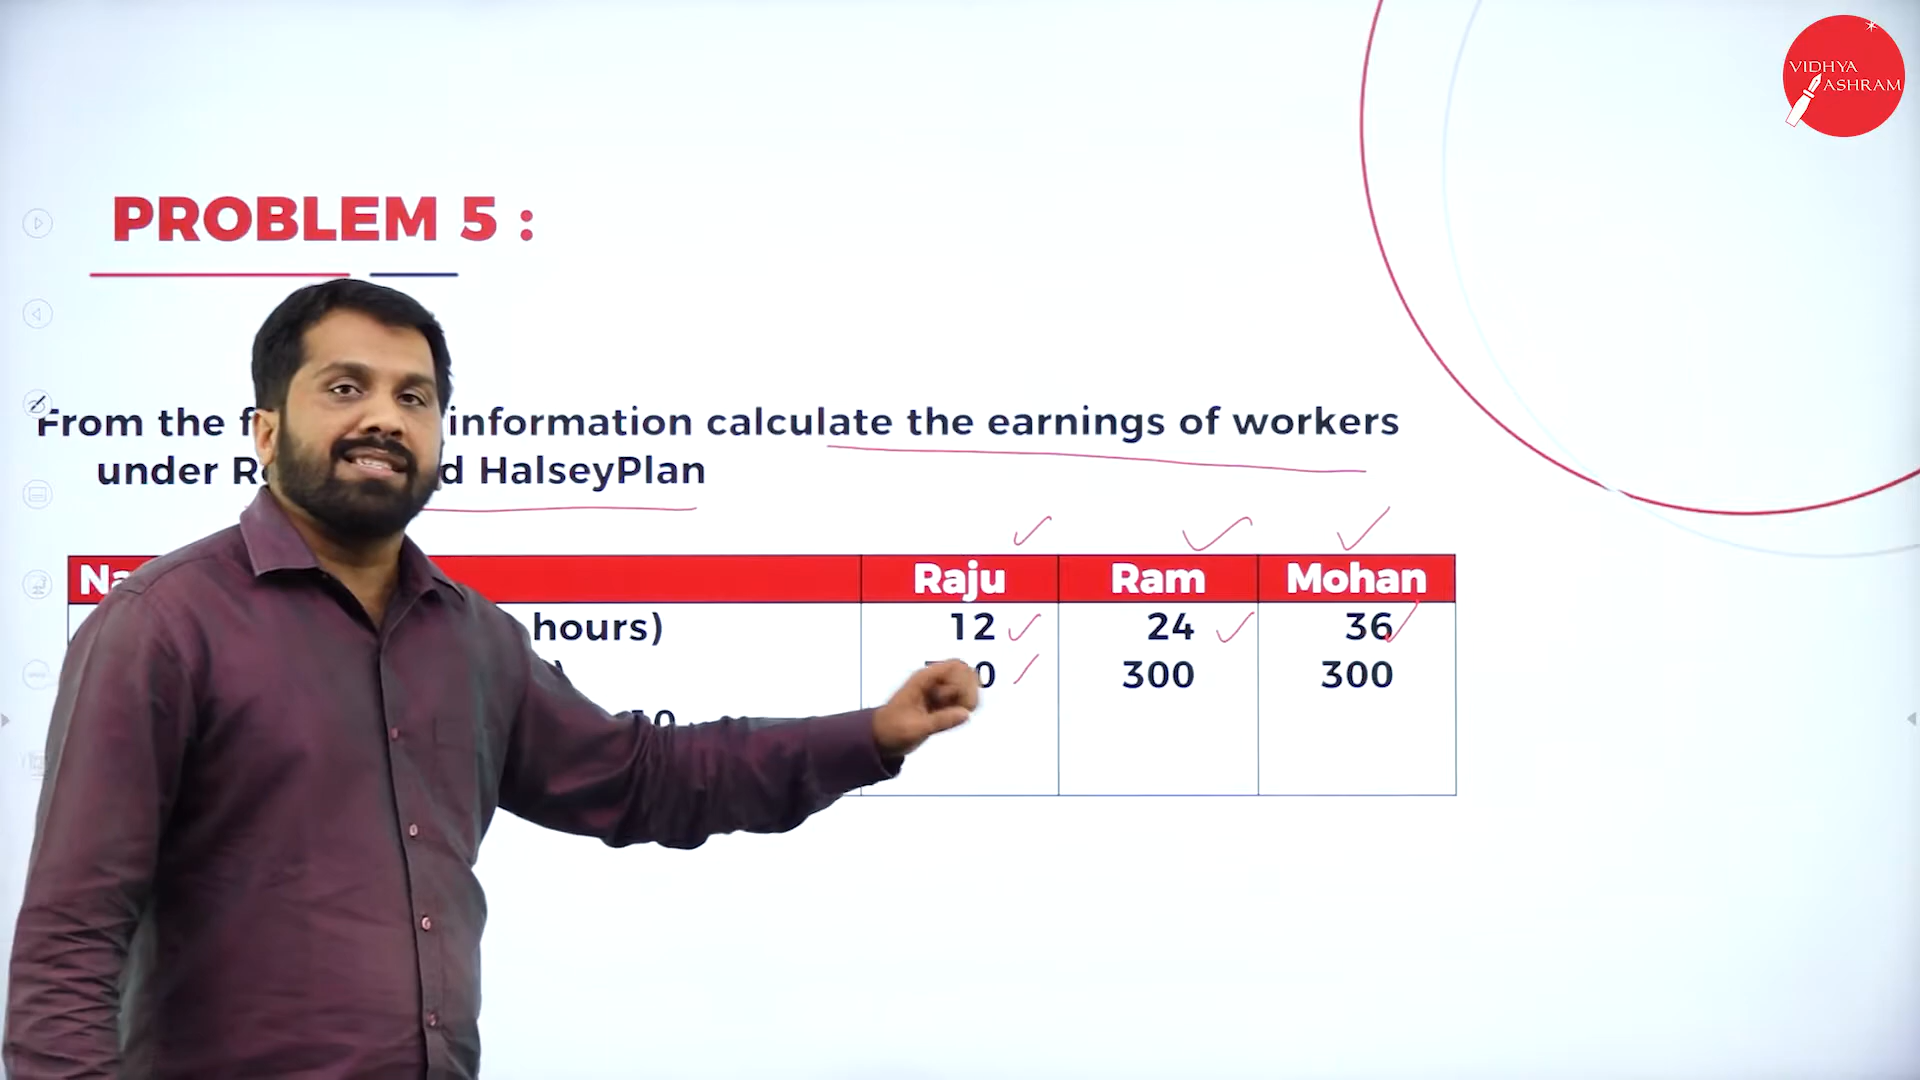 VIDHYA
ASHRAM
PROBLEM 5 :
From the information calculate the earnings of workers
under HalseyPlan
Raju Ram Mohan
hours) 12 24 36
300 300